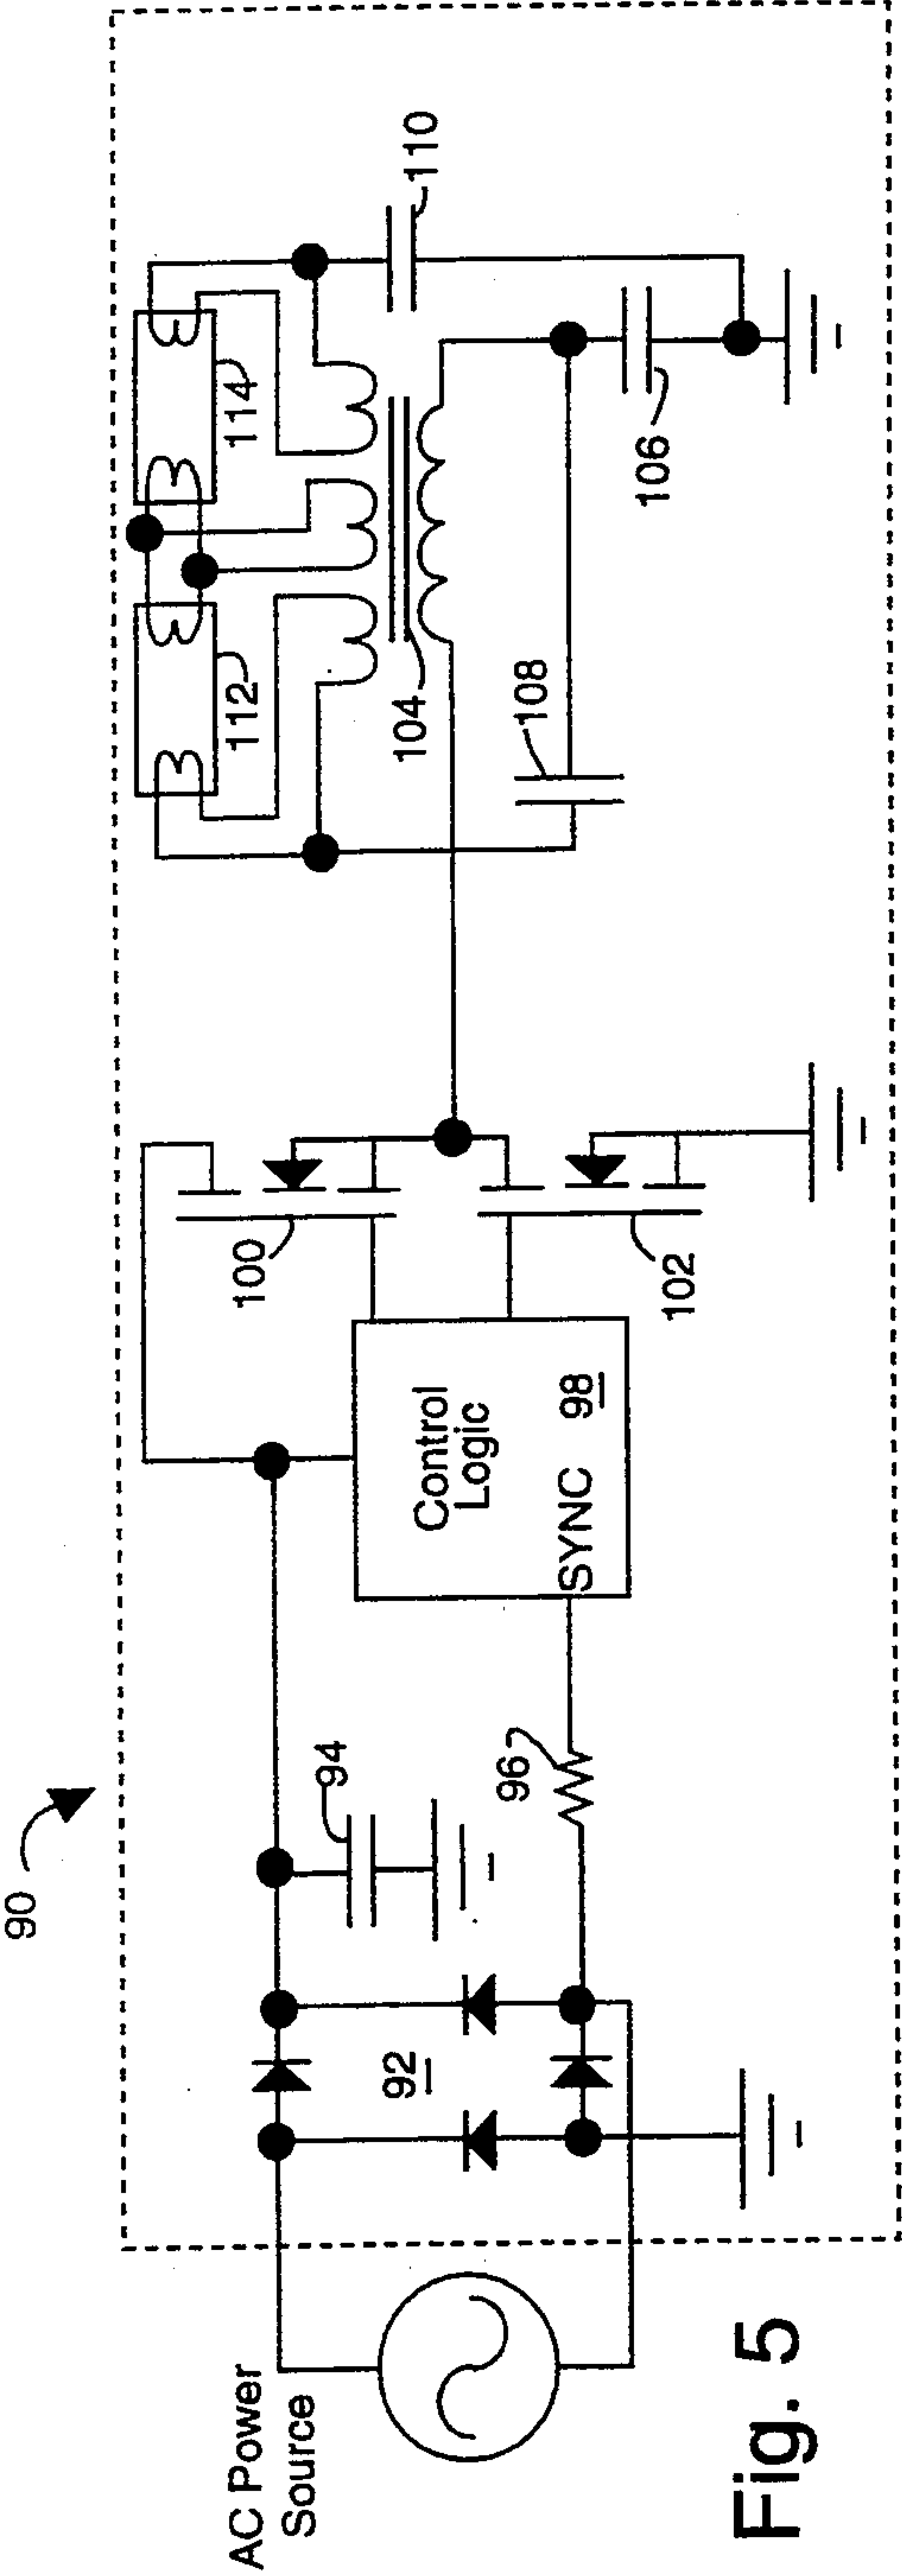 90
AC Power
Source
92
94
96
Control
Logic
SYNC 98
100
102
104
106
108
110
112
114
Fig. 5